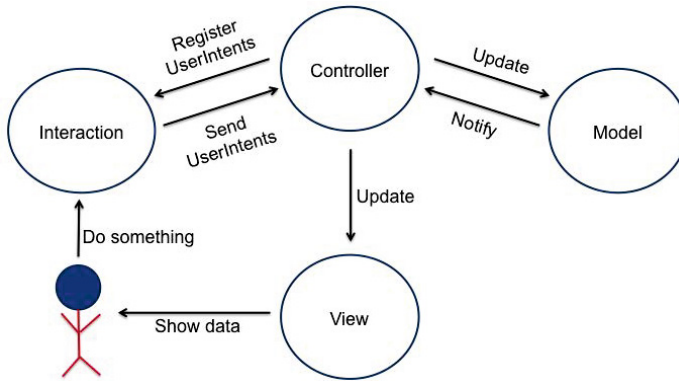 Register
UserIntents
Controller
Update
Interaction
Send
UserIntents
Notify
Model
Update
Do something
Show data
View